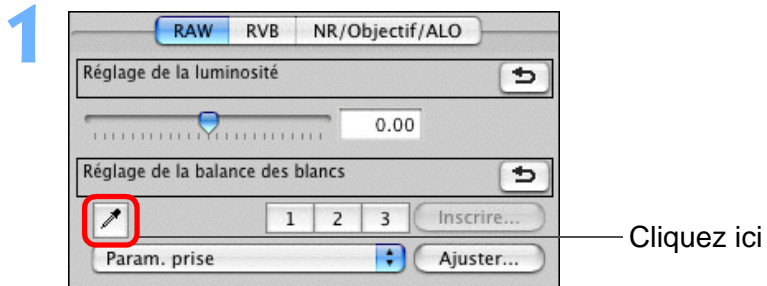 1
RAW RVB NR/Objectif/ALO
Réglage de la luminosité
0.00
Réglage de la balance des blancs
1 2 3 Inscrire...
Cliquez ici
Param. prise Ajuster...